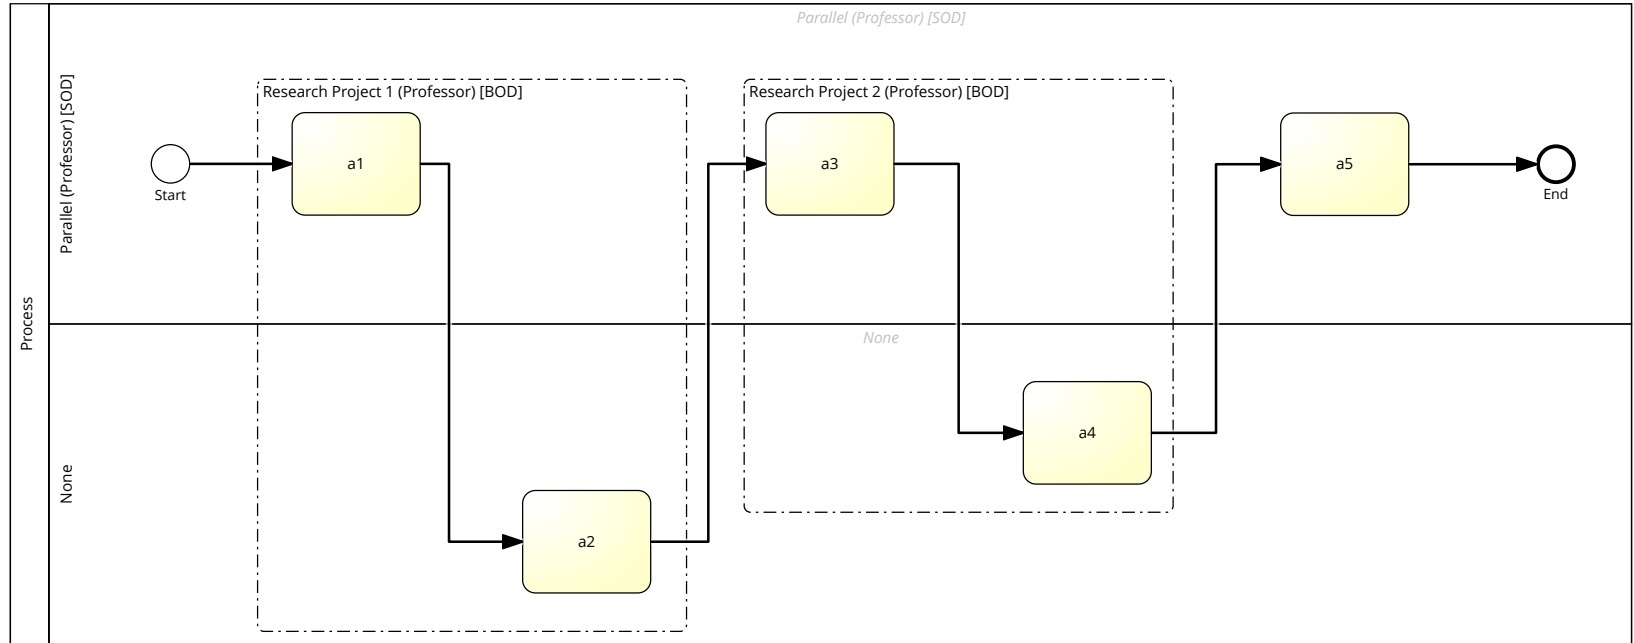 Process
Parallel (Professor) [SOD]
Parallel (Professor) [SOD]
Research Project 1 (Professor) [BOD]
Research Project 2 (Professor) [BOD]
Start
a1
a3
a5
End
None
None
a4
a2